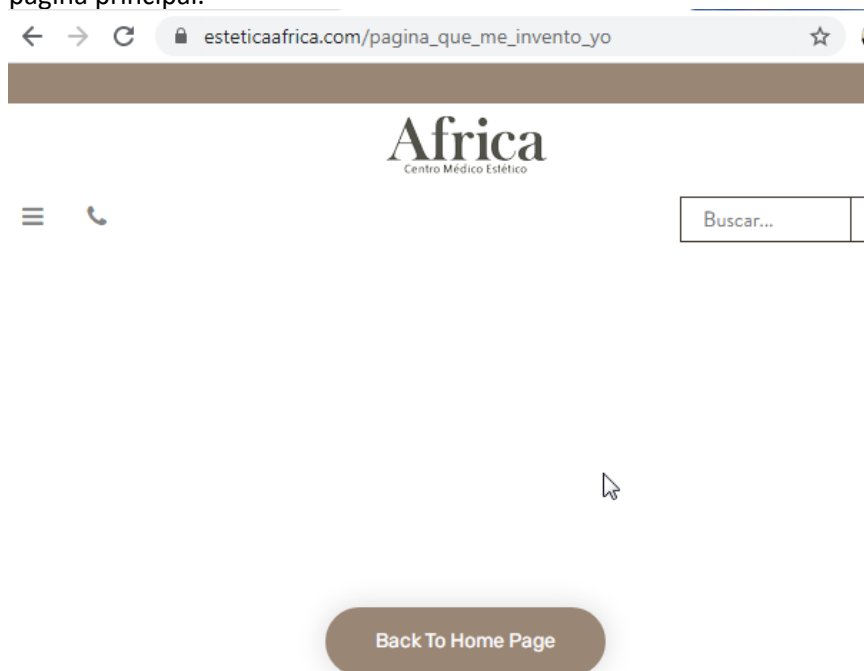 página principal.
esteticaafrica.com/pagina_que_me_invento_yo
Africa
Centro Médico Estético
Buscar...
Back To Home Page